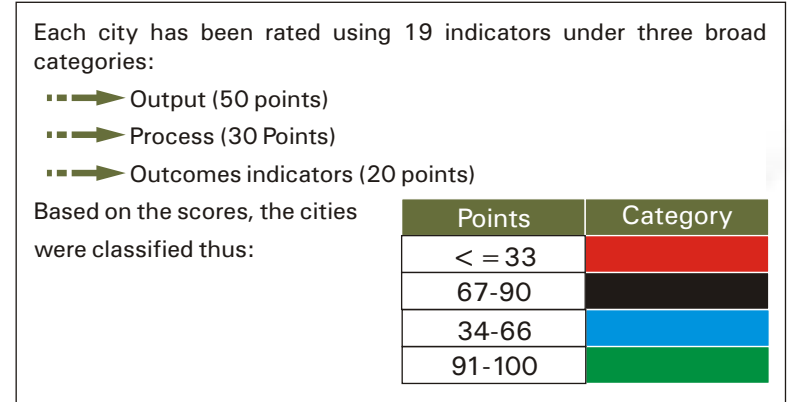 Each city has been rated using 19 indicators under three broad
categories:
Output (50 points)
Process (30 Points)
Outcomes indicators (20 points)
Based on the scores, the cities
were classified thus:
Points Category
< =33
67-90
34-66
91-100